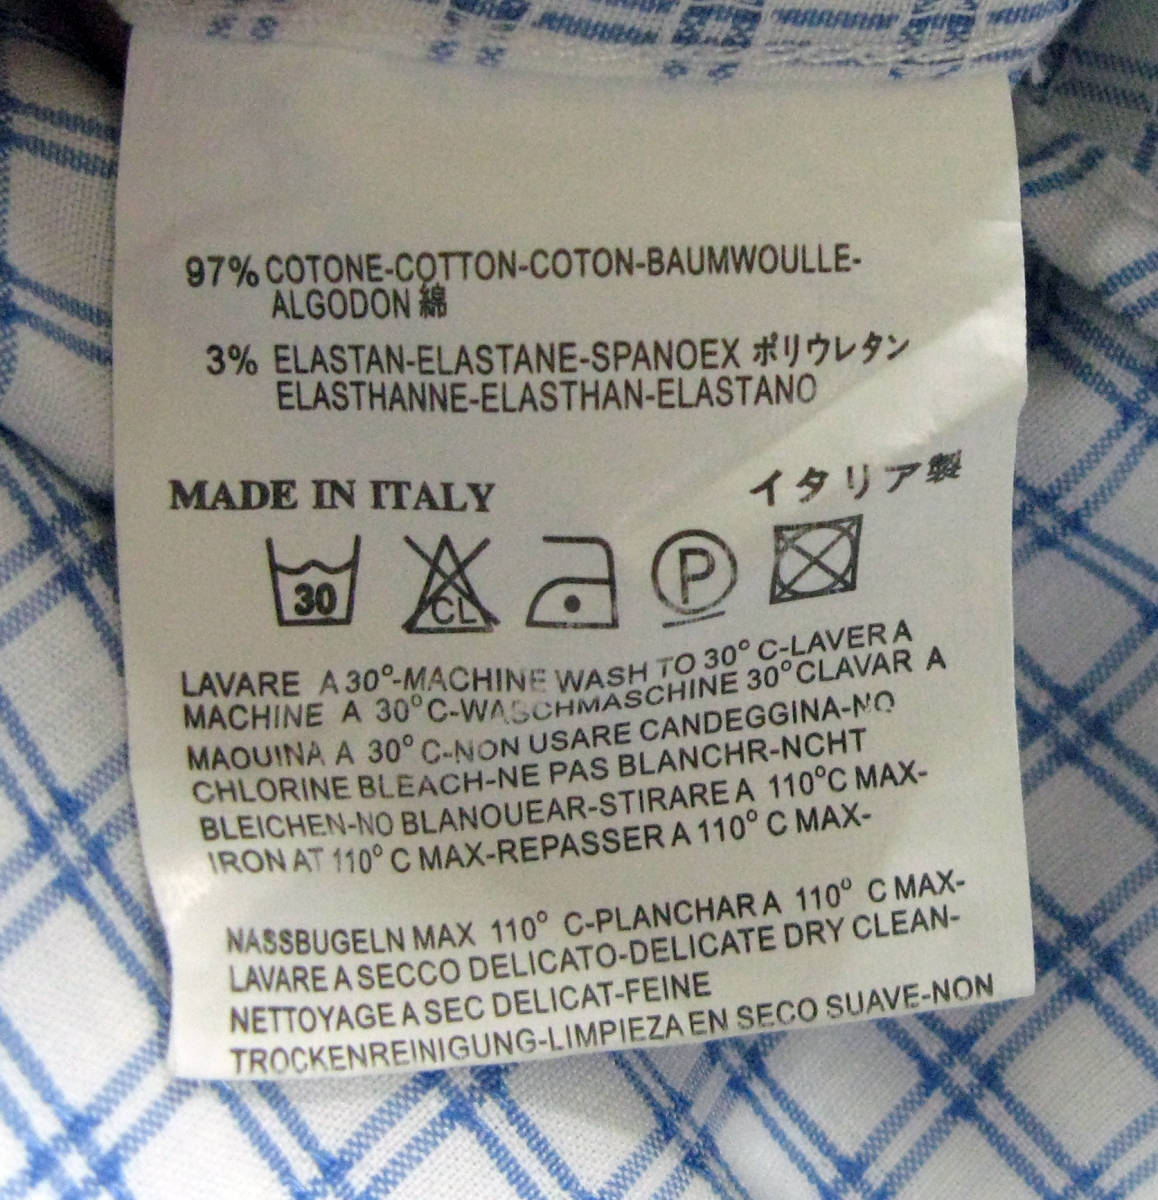 97% COTONE-COTTON-COTON-BAUMWOULLE-
ALGODON 綿
3% ELASTAN-ELASTANE-SPANOEX ポリウレタン
ELASTHANNE-ELASTHAN-ELASTANO
MADE IN ITALY イタリア製
30 CL P
LAVARE A 30°-MACHINE WASH TO 30° C-LAVER A
MACHINE A 30°C-WASCHMASCHINE 30°CLAVAR A
MAOUINA A 30° C-NON USARE CANDEGGINA-NO
CHLORINE BLEACH-NE PAS BLANCHR-NCHT
BLEICHEN-NO BLANOUEAR-STIRARE A 110°C MAX-
IRON AT 110° C MAX-REPASSER A 110° C MAX-
NASSBUGELN MAX 110° C-PLANCHAR A 110° C MAX-
LAVARE A SECCO DELICATO-DELICATE DRY CLEAN-
NETTOYAGE A SEC DELICAT-FEINE
TROCKENREINIGUNG-LIMPIEZA EN SECO SUAVE-NON